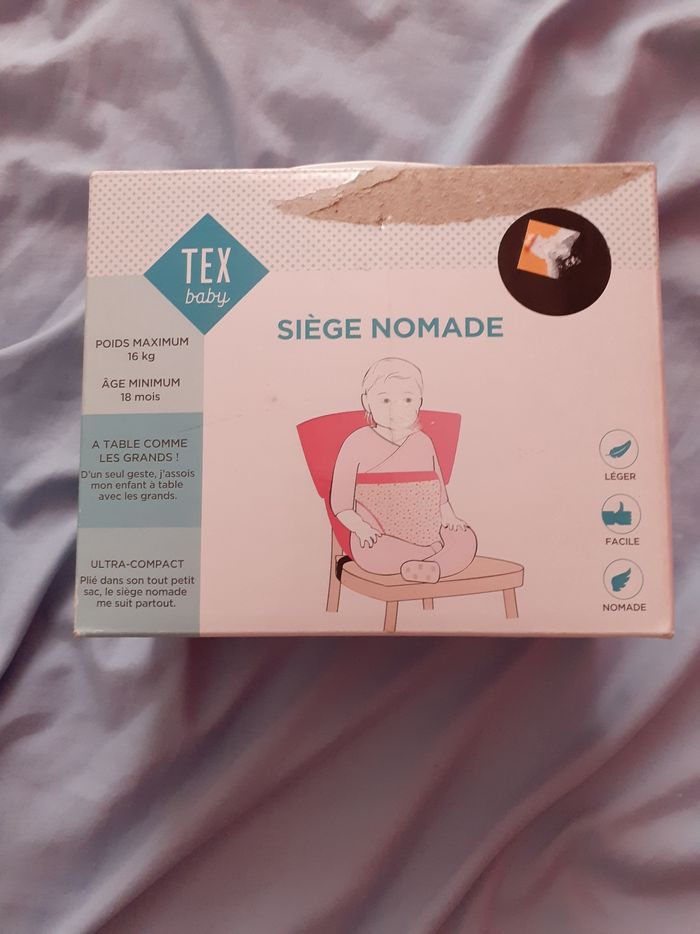 TEX
baby
SIÈGE NOMADE
POIDS MAXIMUM
16 kg
ÂGE MINIMUM
18 mois
A TABLE COMME
LES GRANDS !
D'un seul geste, j'assois
mon enfant à table
avec les grands.
ULTRA-COMPACT
Plié dans son tout petit
sac, le siège nomade
me suit partout.
LÉGER
FACILE
NOMADE